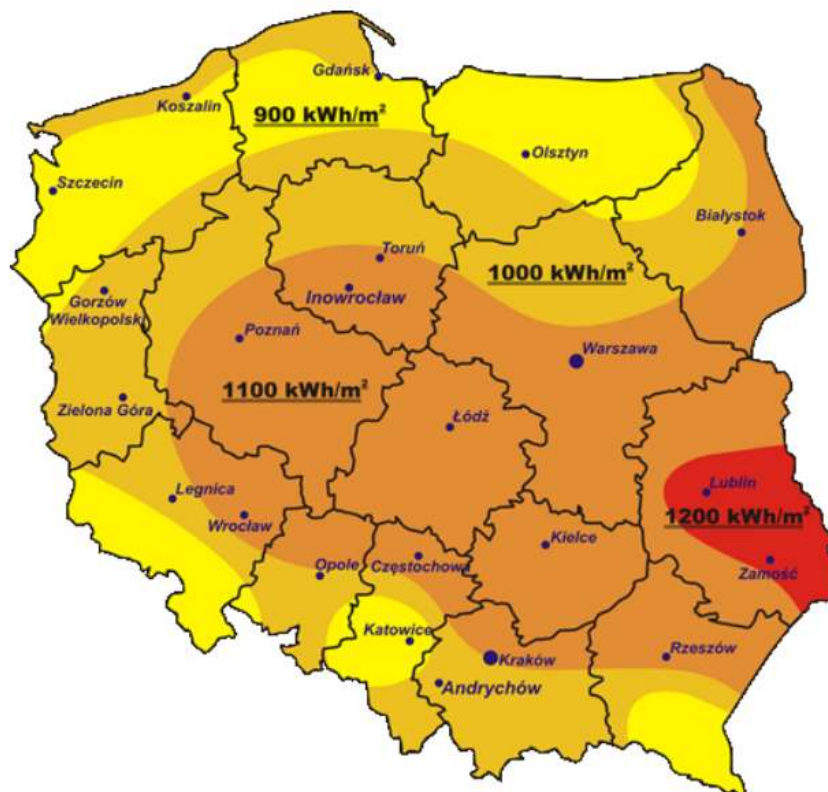 Gdańsk
Koszalin
900 kWh/m²
Olsztyn
Szczecin
Białystok
Toruń
1000 kWh/m²
Gorzów
Wielkopolski
Inowrocław
Poznań
Warszawa
1100 kWh/m²
Zielona Góra
Łódź
Legnica
Lublin
Wrocław
1200 kWh/m²
Kielce
Opole
Częstochowa
Zamość
Katowice
Kraków
Rzeszów
Andrychów